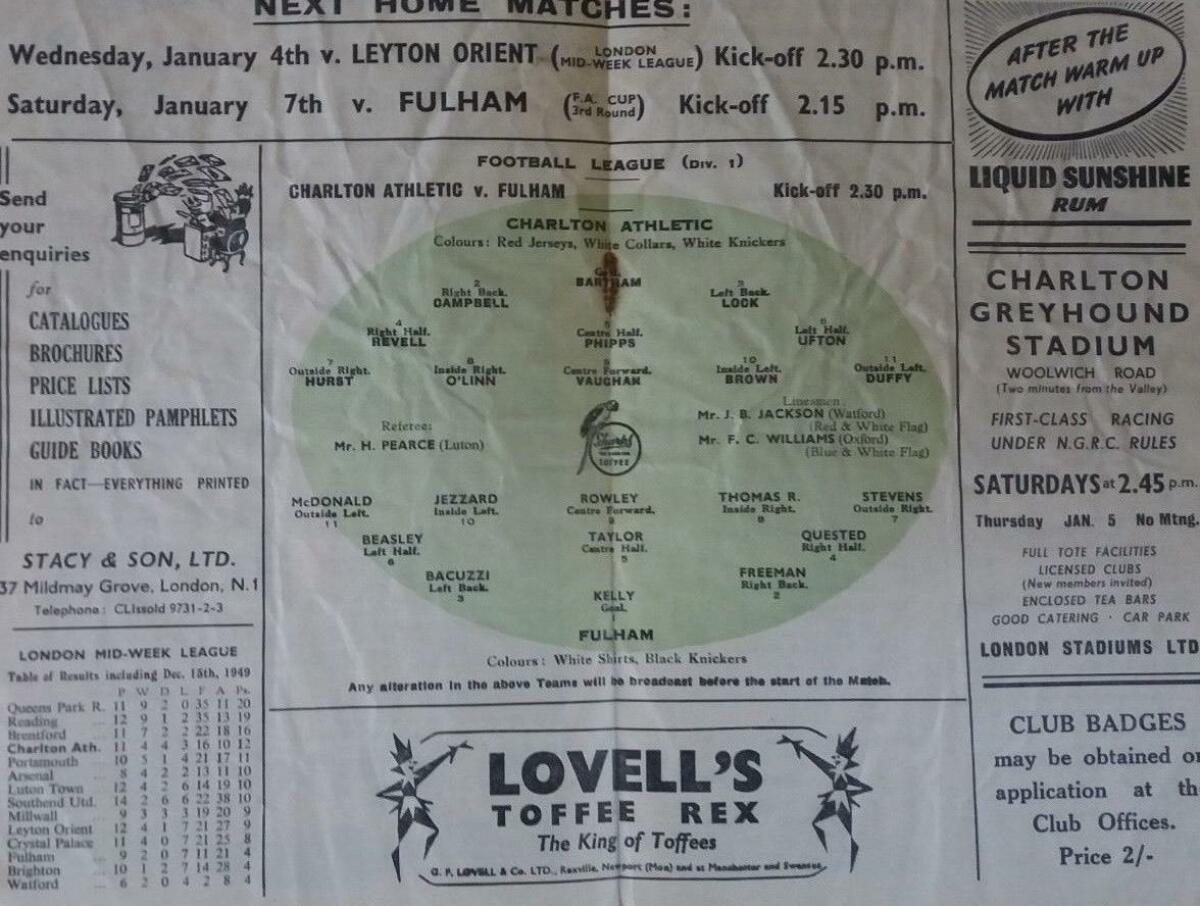 NEXT HOME MATCHES:
Wednesday, January 4th v. LEYTON ORIENT (LONDON MID-WEEK LEAGUE) Kick-off 2.30 p.m.
Saturday, January 7th v. FULHAM (F.A. CUP 3rd Round) Kick-off 2.15 p.m.
Send
your
enquiries
for
CATALOGUES
BROCHURES
PRICE LISTS
ILLUSTRATED PAMPHLETS
GUIDE BOOKS
IN FACT—EVERYTHING PRINTED
to
STACY & SON, LTD.
37 Mildmay Grove, London, N.1
Telephone: CLIssold 9731-2-3
LONDON MID-WEEK LEAGUE
Table of Results including Dec. 15th, 1949
P W D L F A Ps.
Queens Park R. 11 9 2 0 35 11 20
Reading ... 12 9 1 2 35 13 19
Brentford ... 11 7 2 2 22 18 16
Charlton Ath. 11 4 4 3 16 10 12
Portsmouth 10 5 1 4 21 17 11
Arsenal ... 8 4 2 2 13 11 10
Luton Town 12 4 2 6 14 19 10
Southend Utd. 14 2 6 6 22 38 10
Millwall ... 9 3 3 3 19 20 9
Leyton Orient 12 4 1 7 21 27 9
Crystal Palace 11 4 0 7 21 25 8
Fulham ... 9 2 0 7 11 21 4
Brighton ... 10 1 2 7 14 28 4
Watford ... 6 2 0 4 2 8 4
FOOTBALL LEAGUE (Div. 1)
CHARLTON ATHLETIC v. FULHAM Kick-off 2.30 p.m.
CHARLTON ATHLETIC
Colours: Red Jerseys, White Collars, White Knickers
Goal.
BARTRAM
2 3
Right Back. Left Back.
CAMPBELL LOCK
4 5 6
Right Half. Centre Half. Left Half.
REVELL PHIPPS UFTON
7 8 9 10 11
Outside Right. Inside Right. Centre Forward. Inside Left. Outside Left.
HURST O'LINN VAUGHAN BROWN DUFFY
Referee:
Mr. H. PEARCE (Luton)
Sharps
TOFFEE
Linesmen:
Mr. J. B. JACKSON (Watford)
(Red & White Flag)
Mr. F. C. WILLIAMS (Oxford)
(Blue & White Flag)
McDONALD JEZZARD ROWLEY THOMAS R. STEVENS
Outside Left. Inside Left. Centre Forward. Inside Right. Outside Right.
11 10 9 8 7
BEASLEY TAYLOR QUESTED
Left Half. Centre Half. Right Half.
6 5 4
BACUZZI FREEMAN
Left Back. Right Back.
3 2
KELLY
Goal.
FULHAM
Colours: White Shirts, Black Knickers
Any alteration in the above Teams will be broadcast before the start of the Match.
LOVELL'S
TOFFEE REX
The King of Toffees
G. F. LOVELL & Co. LTD., Rexville, Newport (Mon) and at Manchester and Swansea.
AFTER THE
MATCH WARM UP
WITH
LIQUID SUNSHINE
RUM
CHARLTON
GREYHOUND
STADIUM
WOOLWICH ROAD
(Two minutes from the Valley)
FIRST-CLASS RACING
UNDER N.G.R.C. RULES
SATURDAYS at 2.45 p.m.
Thursday JAN. 5 No Mtng.
FULL TOTE FACILITIES
LICENSED CLUBS
(New members invited)
ENCLOSED TEA BARS
GOOD CATERING · CAR PARK
LONDON STADIUMS LTD
CLUB BADGES
may be obtained on
application at th
Club Offices.
Price 2/-